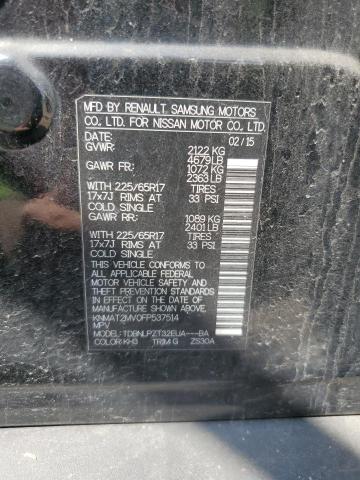 MFD BY RENAULT SAMSUNG MOTORS
CO., LTD. FOR NISSAN MOTOR CO., LTD.
DATE: 02/15
GVWR: 2122 KG
4679 LB
GAWR FR: 1072 KG
2363 LB
WITH 225/65R17 TIRES
17x7J RIMS AT 33 PSI
COLD SINGLE
GAWR RR: 1089 KG
2401 LB
WITH 225/65R17 TIRES
17x7J RIMS AT 33 PSI
COLD SINGLE
THIS VEHICLE CONFORMS TO ALL
APPLICABLE FEDERAL MOTOR
VEHICLE SAFETY, BUMPER AND
THEFT PREVENTION STANDARDS
IN EFFECT ON THE DATE OF
MANUFACTURE SHOWN ABOVE.
KNMAT2MV0FP537514
MPV
MODEL: TDBNLPZT32EUA---BA
COLOR: KH3 TRIM: G ZS30A